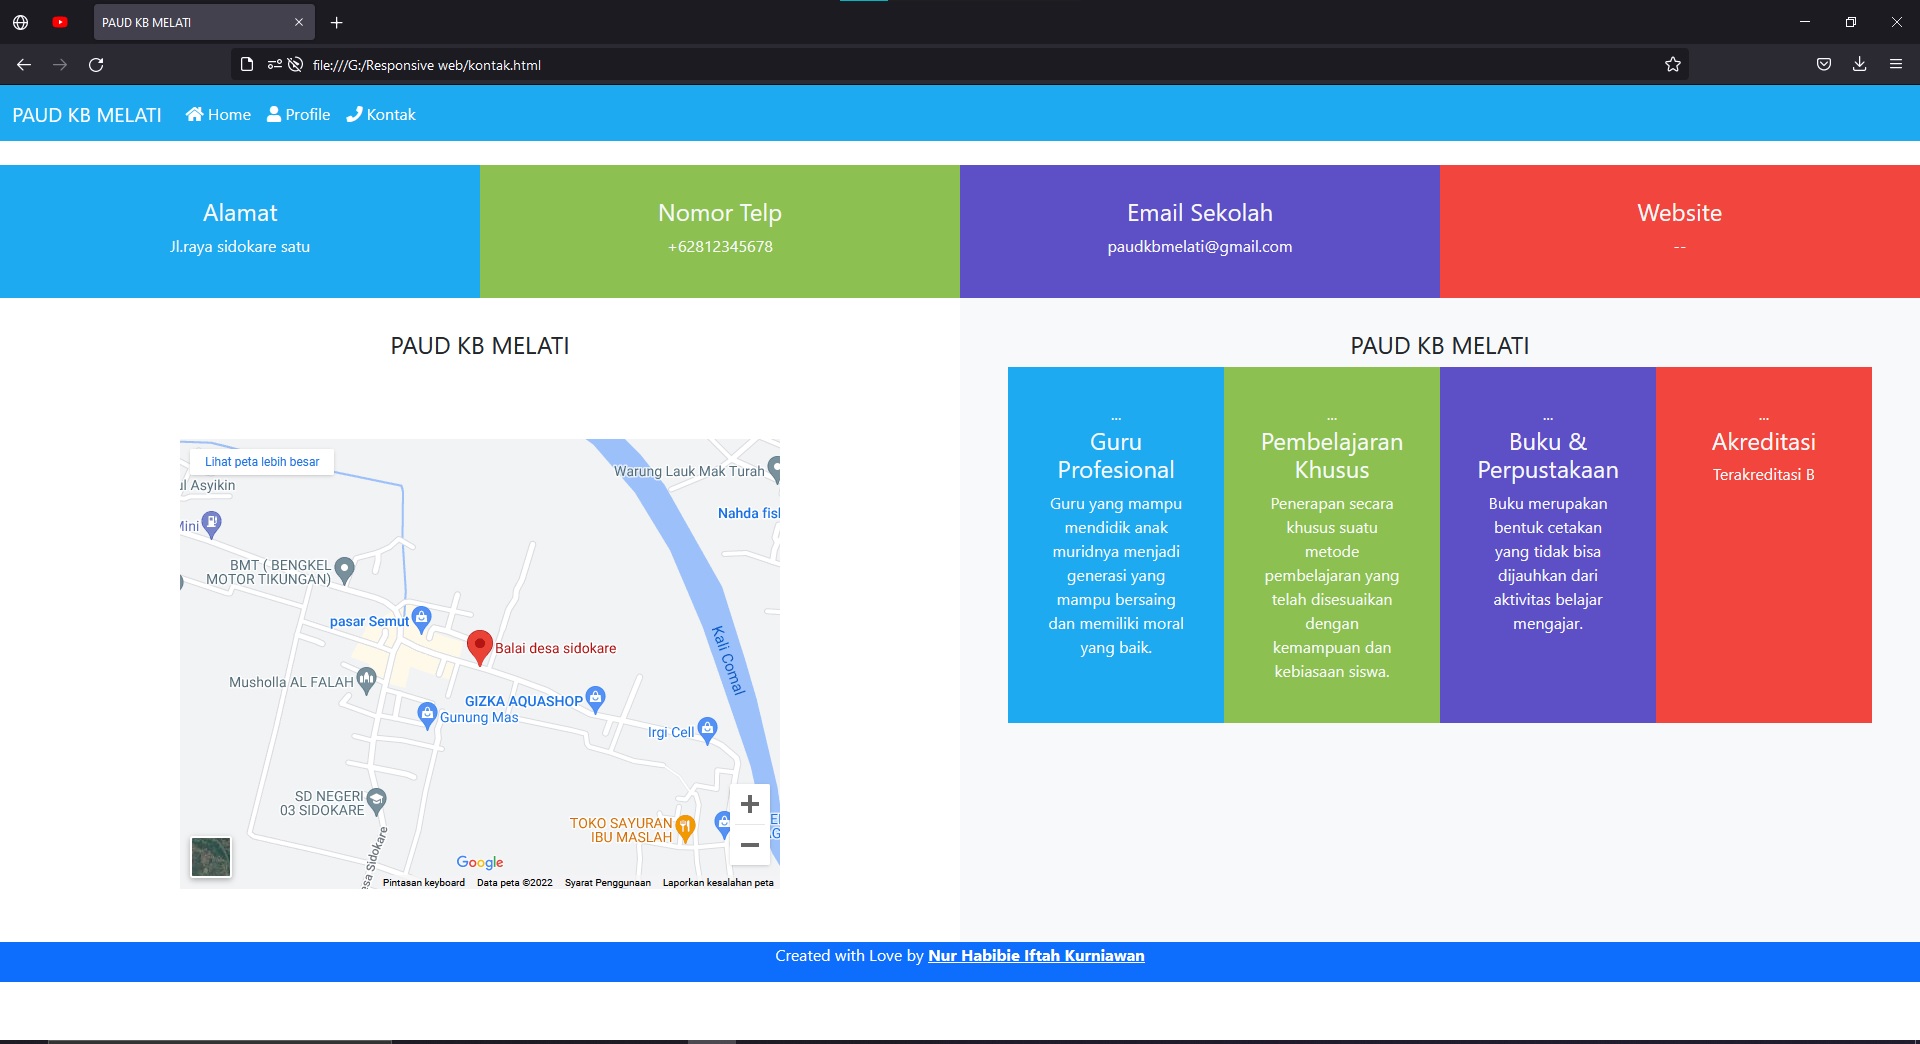 PAUD KB MELATI
file:///G:/Responsive web/kontak.html
PAUD KB MELATI Home Profile Kontak
Alamat
Jl.raya sidokare satu
Nomor Telp
+62812345678
Email Sekolah
paudkbmelati@gmail.com
Website
--
PAUD KB MELATI
Lihat peta lebih besar
ul Asyikin
Mini
BMT ( BENGKEL
MOTOR TIKUNGAN)
Warung Lauk Mak Turah
Nahda fish
pasar Semut
Balai desa sidokare
Musholla AL FALAH
GIZKA AQUASHOP
Gunung Mas
Kali Comal
Irgi Cell
SD NEGERI
03 SIDOKARE
esa Sidokare
TOKO SAYURAN
IBU MASLAH
Google
Pintasan keyboard Data peta ©2022 Syarat Penggunaan Laporkan kesalahan peta
PAUD KB MELATI
...
Guru
Profesional
Guru yang mampu
mendidik anak
muridnya menjadi
generasi yang
mampu bersaing
dan memiliki moral
yang baik.
...
Pembelajaran
Khusus
Penerapan secara
khusus suatu
metode
pembelajaran yang
telah disesuaikan
dengan
kemampuan dan
kebiasaan siswa.
...
Buku &
Perpustakaan
Buku merupakan
bentuk cetakan
yang tidak bisa
dijauhkan dari
aktivitas belajar
mengajar.
...
Akreditasi
Terakreditasi B
Created with Love by Nur Habibie Iftah Kurniawan